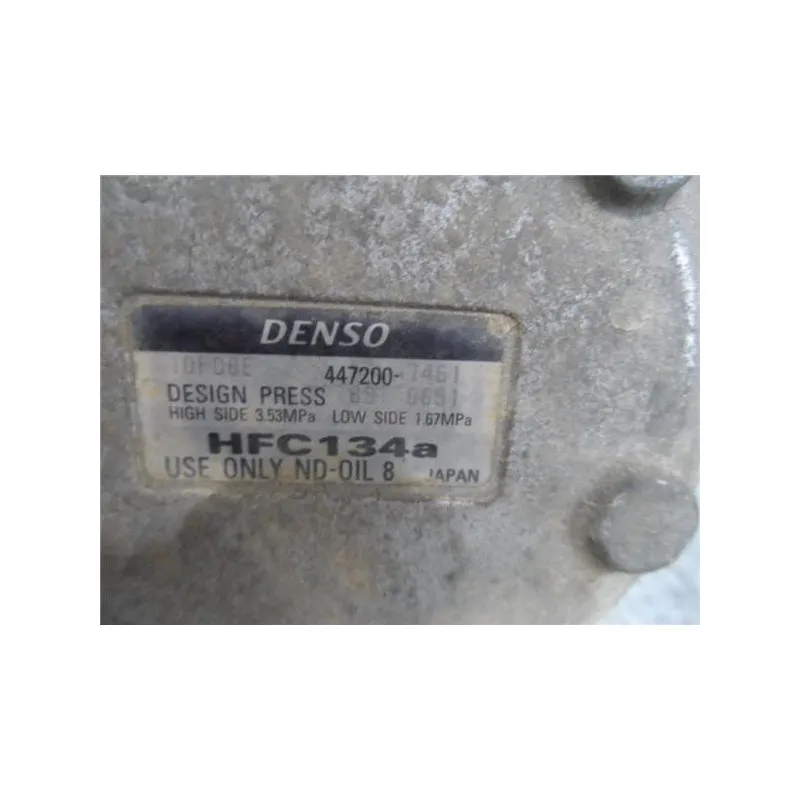 DENSO
447200-7461
DESIGN PRESS
HIGH SIDE 3.53MPa LOW SIDE 1.67MPa
HFC134a
USE ONLY ND-OIL 8 JAPAN